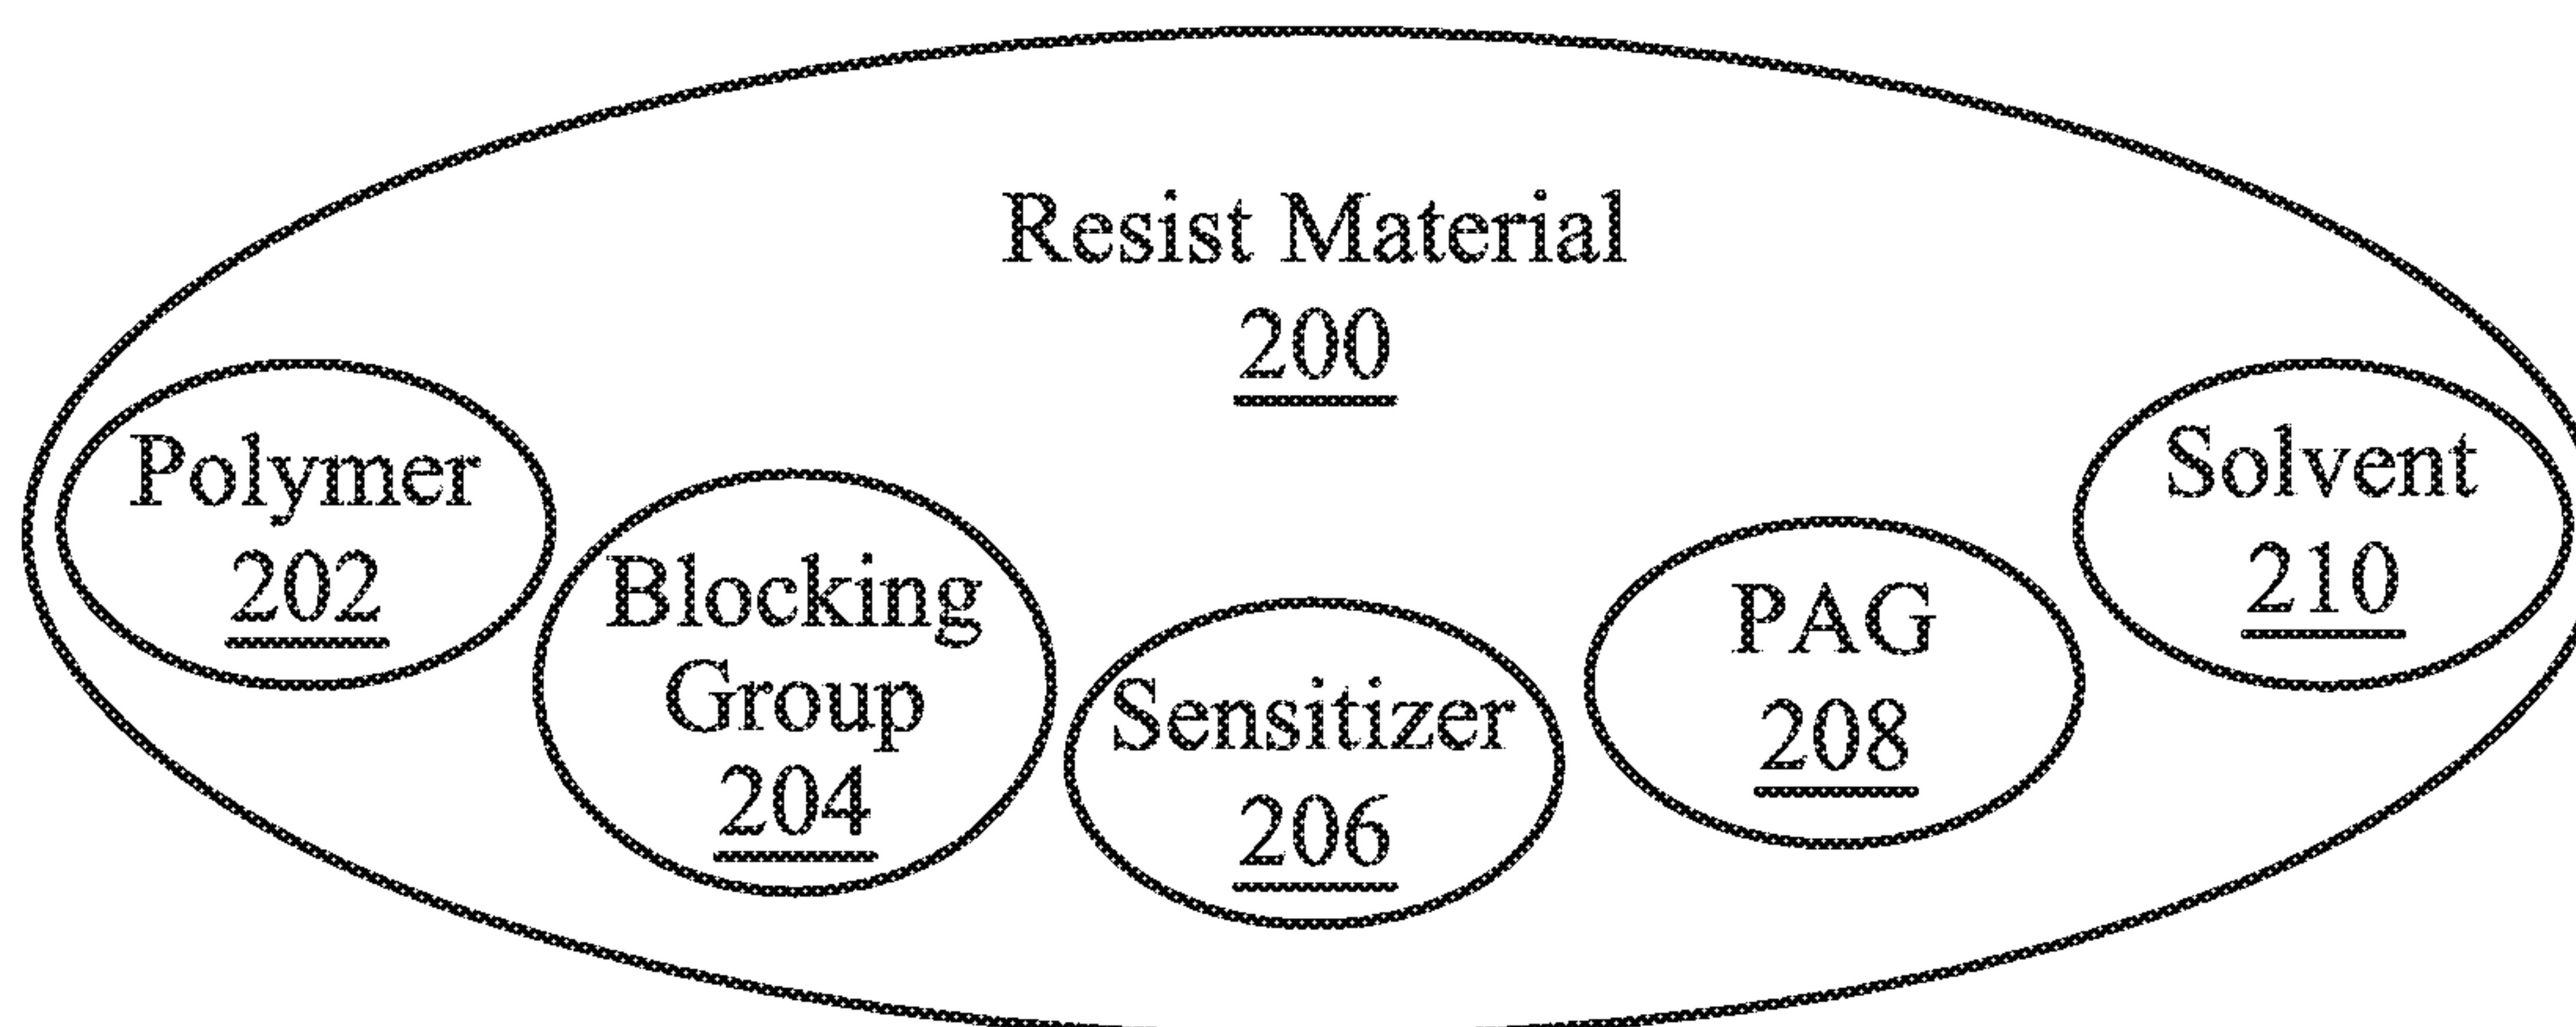 Resist Material
200
Polymer
202
Blocking
Group
204
Sensitizer
206
PAG
208
Solvent
210